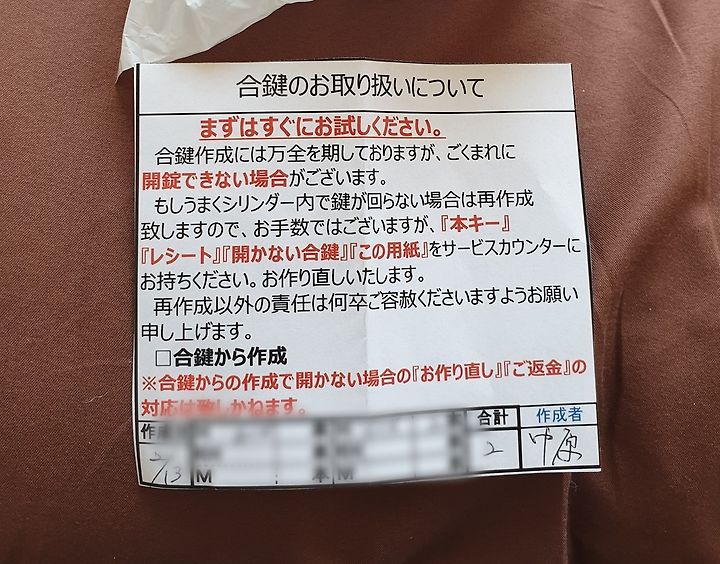 合鍵のお取り扱いについて
まずはすぐにお試しください。
合鍵作成には万全を期しておりますが、ごくまれに
開錠できない場合がございます。
もしうまくシリンダー内で鍵が回らない場合は再作成
致しますので、お手数ではございますが、『本キー』
『レシート』『開かない合鍵』『この用紙』をサービスカウンターに
お持ちください。お作り直しいたします。
再作成以外の責任は何卒ご容赦くださいますようお願い
申し上げます。
□合鍵から作成
※合鍵からの作成で開かない場合の『お作り直し』『ご返金』の
対応は致しかねます。
作 合計 作成者
2/13 M 本 M 2 中原